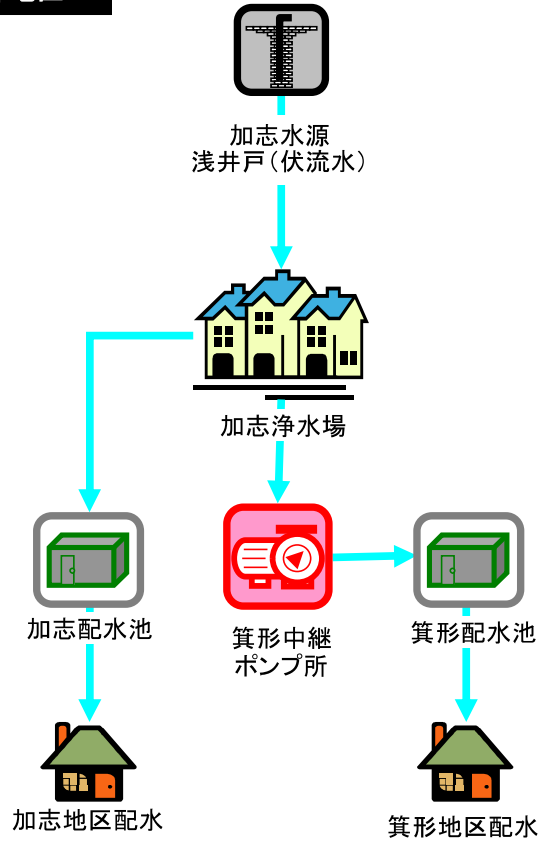 加志水源
浅井戸(伏流水)
加志浄水場
加志配水池
箕形中継
ポンプ所
箕形配水池
加志地区配水
箕形地区配水